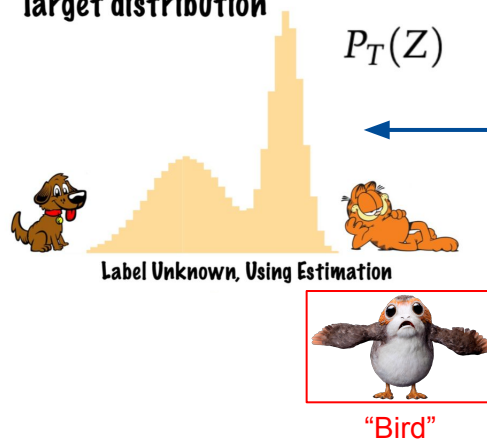 Target distribution
P_T(Z)
Label Unknown, Using Estimation
“Bird”